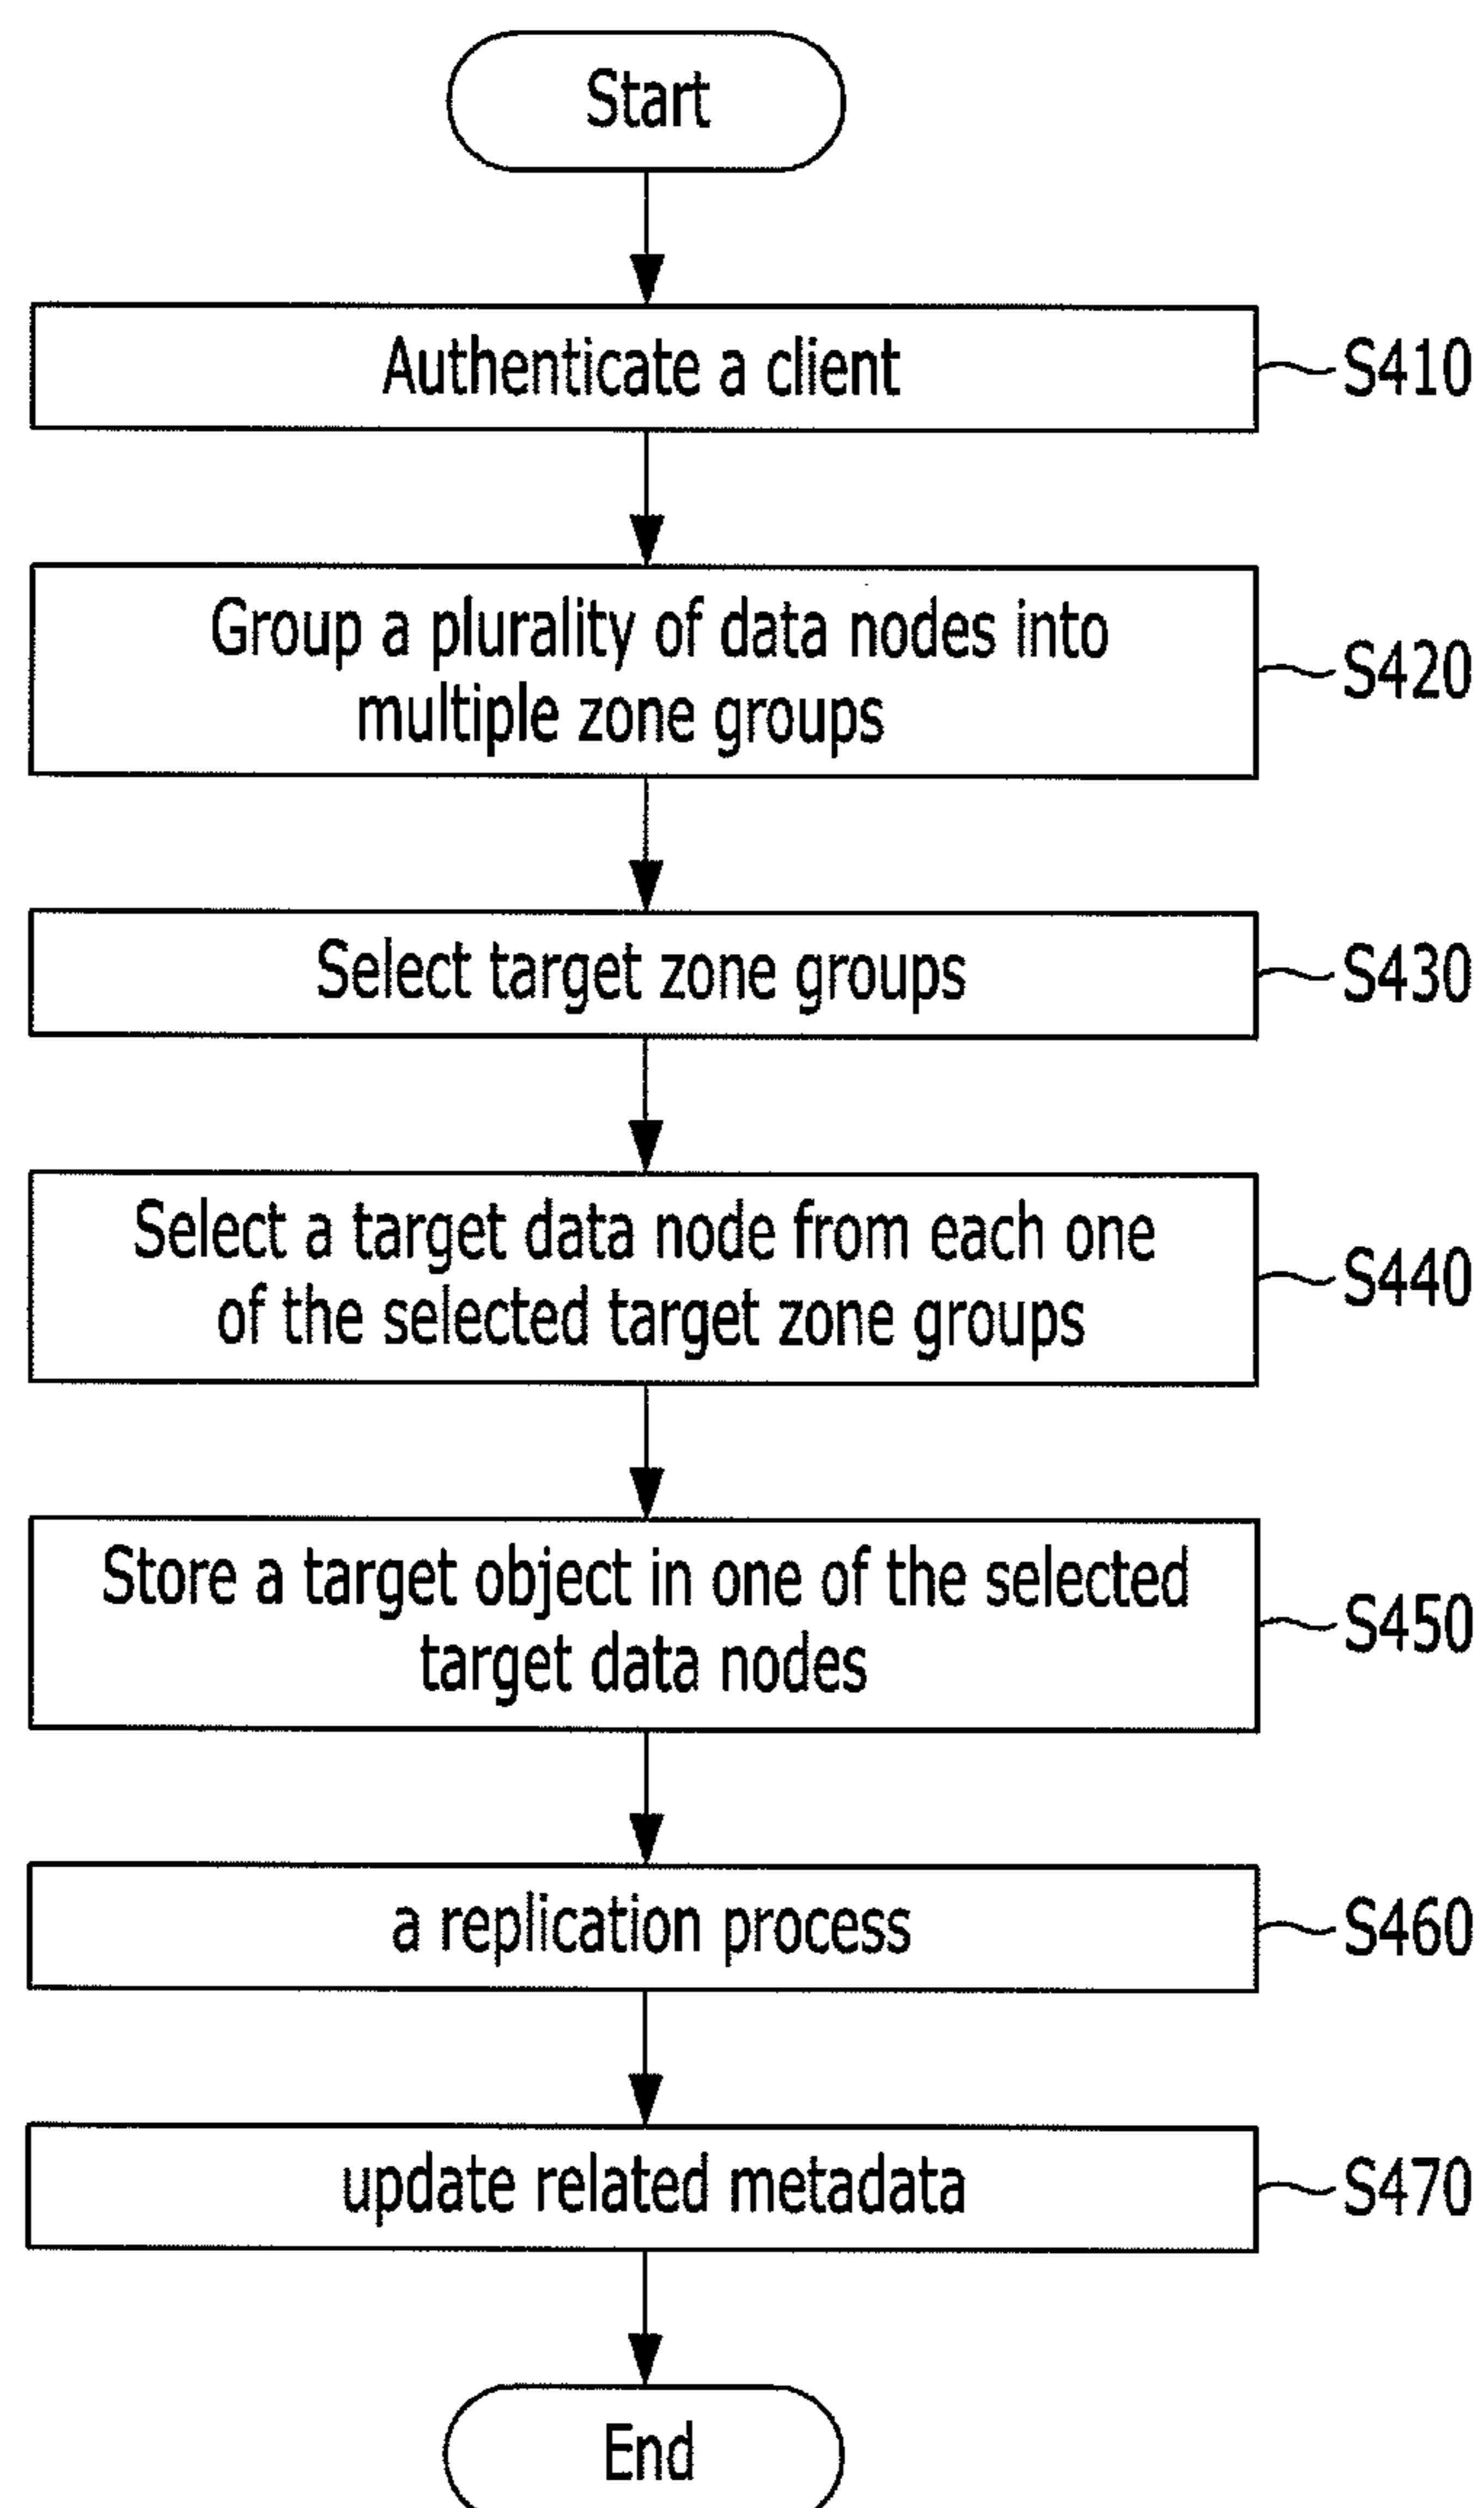 Start
Authenticate a client
S410
Group a plurality of data nodes into
multiple zone groups
S420
Select target zone groups
S430
Select a target data node from each one
of the selected target zone groups
S440
Store a target object in one of the selected
target data nodes
S450
a replication process
S460
update related metadata
S470
End